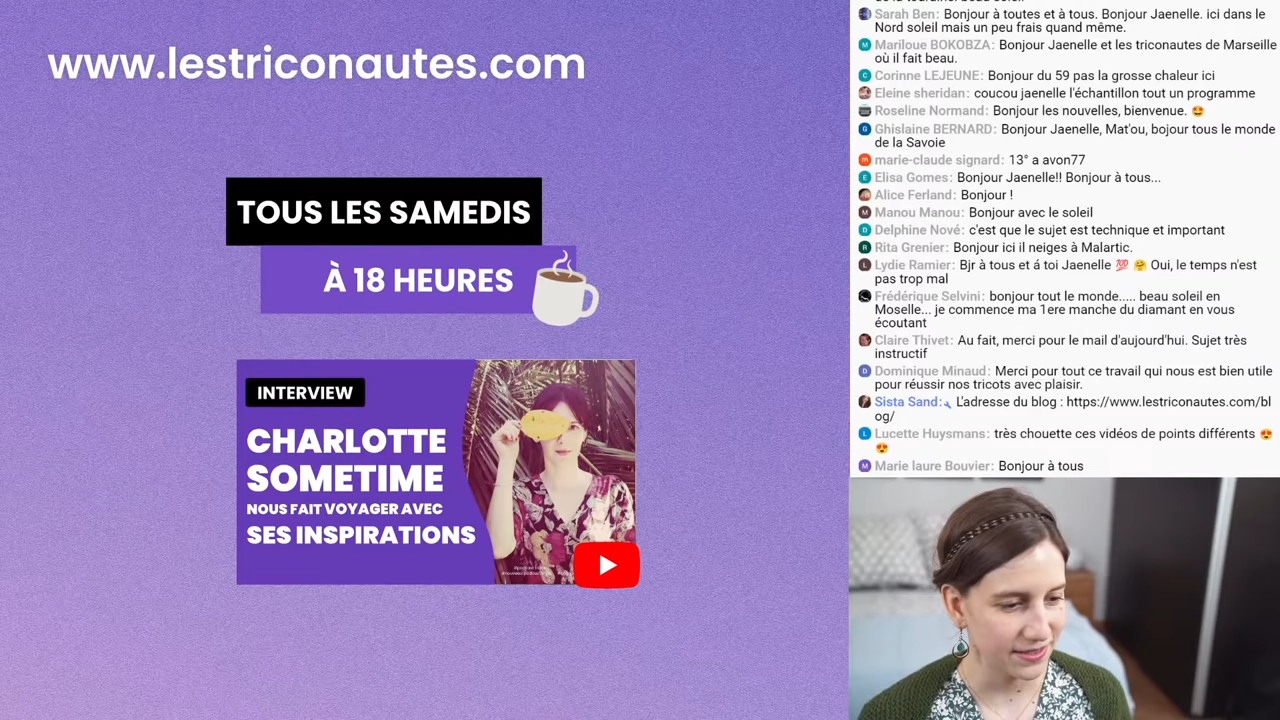 www.lestriconautes.com
TOUS LES SAMEDIS
À 18 HEURES
INTERVIEW
CHARLOTTE
SOMETIME
NOUS FAIT VOYAGER AVEC
SES INSPIRATIONS
Sarah Ben: Bonjour à toutes et à tous. Bonjour Jaenelle. ici dans le
Nord soleil mais un peu frais quand même.
Mariloue BOKOBZA: Bonjour Jaenelle et les triconautes de Marseille
où il fait beau.
Corinne LEJEUNE: Bonjour du 59 pas la grosse chaleur ici
Eleine sheridan: coucou jaenelle l'échantillon tout un programme
Roseline Normand: Bonjour les nouvelles, bienvenue. 🤩
Ghislaine BERNARD: Bonjour Jaenelle, Mat'ou, bojour tous le monde
de la Savoie
marie-claude signard: 13° a avon77
Elisa Gomes: Bonjour Jaenelle!! Bonjour à tous...
Alice Ferland: Bonjour !
Manou Manou: Bonjour avec le soleil
Delphine Nové: c'est que le sujet est technique et important
Rita Grenier: Bonjour ici il neiges à Malartic.
Lydie Ramier: Bjr à tous et á toi Jaenelle 💯 🤗 Oui, le temps n'est
pas trop mal
Frédérique Selvini: bonjour tout le monde..... beau soleil en
Moselle... je commence ma 1ere manche du diamant en vous
écoutant
Claire Thivet: Au fait, merci pour le mail d'aujourd'hui. Sujet très
instructif
Dominique Minaud: Merci pour tout ce travail qui nous est bien utile
pour réussir nos tricots avec plaisir.
Sista Sand: L'adresse du blog : https://www.lestriconautes.com/bl
og/
Lucette Huysmans: très chouette ces vidéos de points différents 😍
😍
Marie laure Bouvier: Bonjour à tous